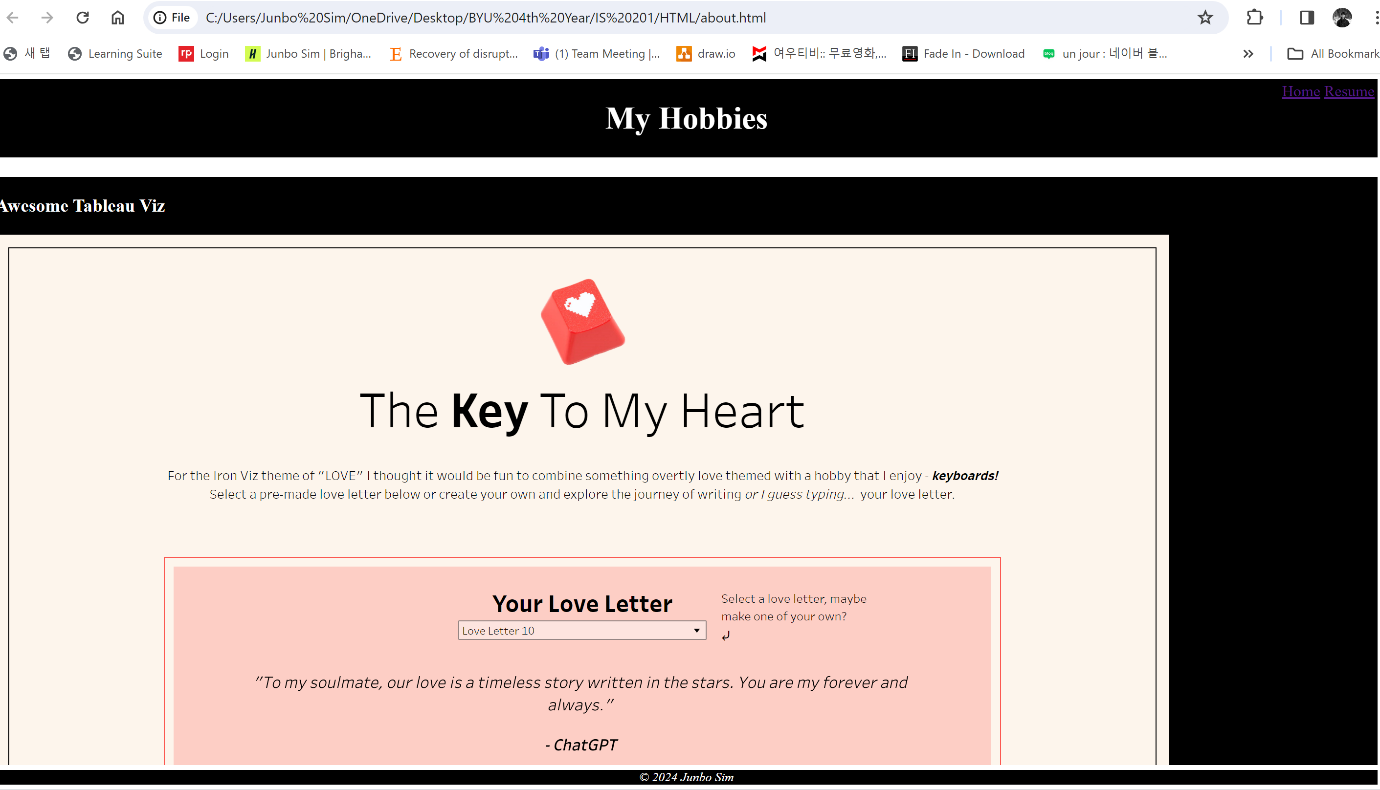 File C:/Users/Junbo%20Sim/OneDrive/Desktop/BYU%204th%20Year/IS%20201/HTML/about.html
새 탭 Learning Suite rp Login H Junbo Sim | Brigha... E Recovery of disrupt... (1) Team Meeting |... draw.io 여우티비:: 무료영화,... FI Fade In - Download blog un jour : 네이버 블... » All Bookmark
Home Resume
My Hobbies
Awesome Tableau Viz
The Key To My Heart
For the Iron Viz theme of “LOVE” I thought it would be fun to combine something overtly love themed with a hobby that I enjoy - keyboards!
Select a pre-made love letter below or create your own and explore the journey of writing or I guess typing... your love letter.
Your Love Letter
Love Letter 10
Select a love letter, maybe
make one of your own?
↲
"To my soulmate, our love is a timeless story written in the stars. You are my forever and
always."
- ChatGPT
© 2024 Junbo Sim